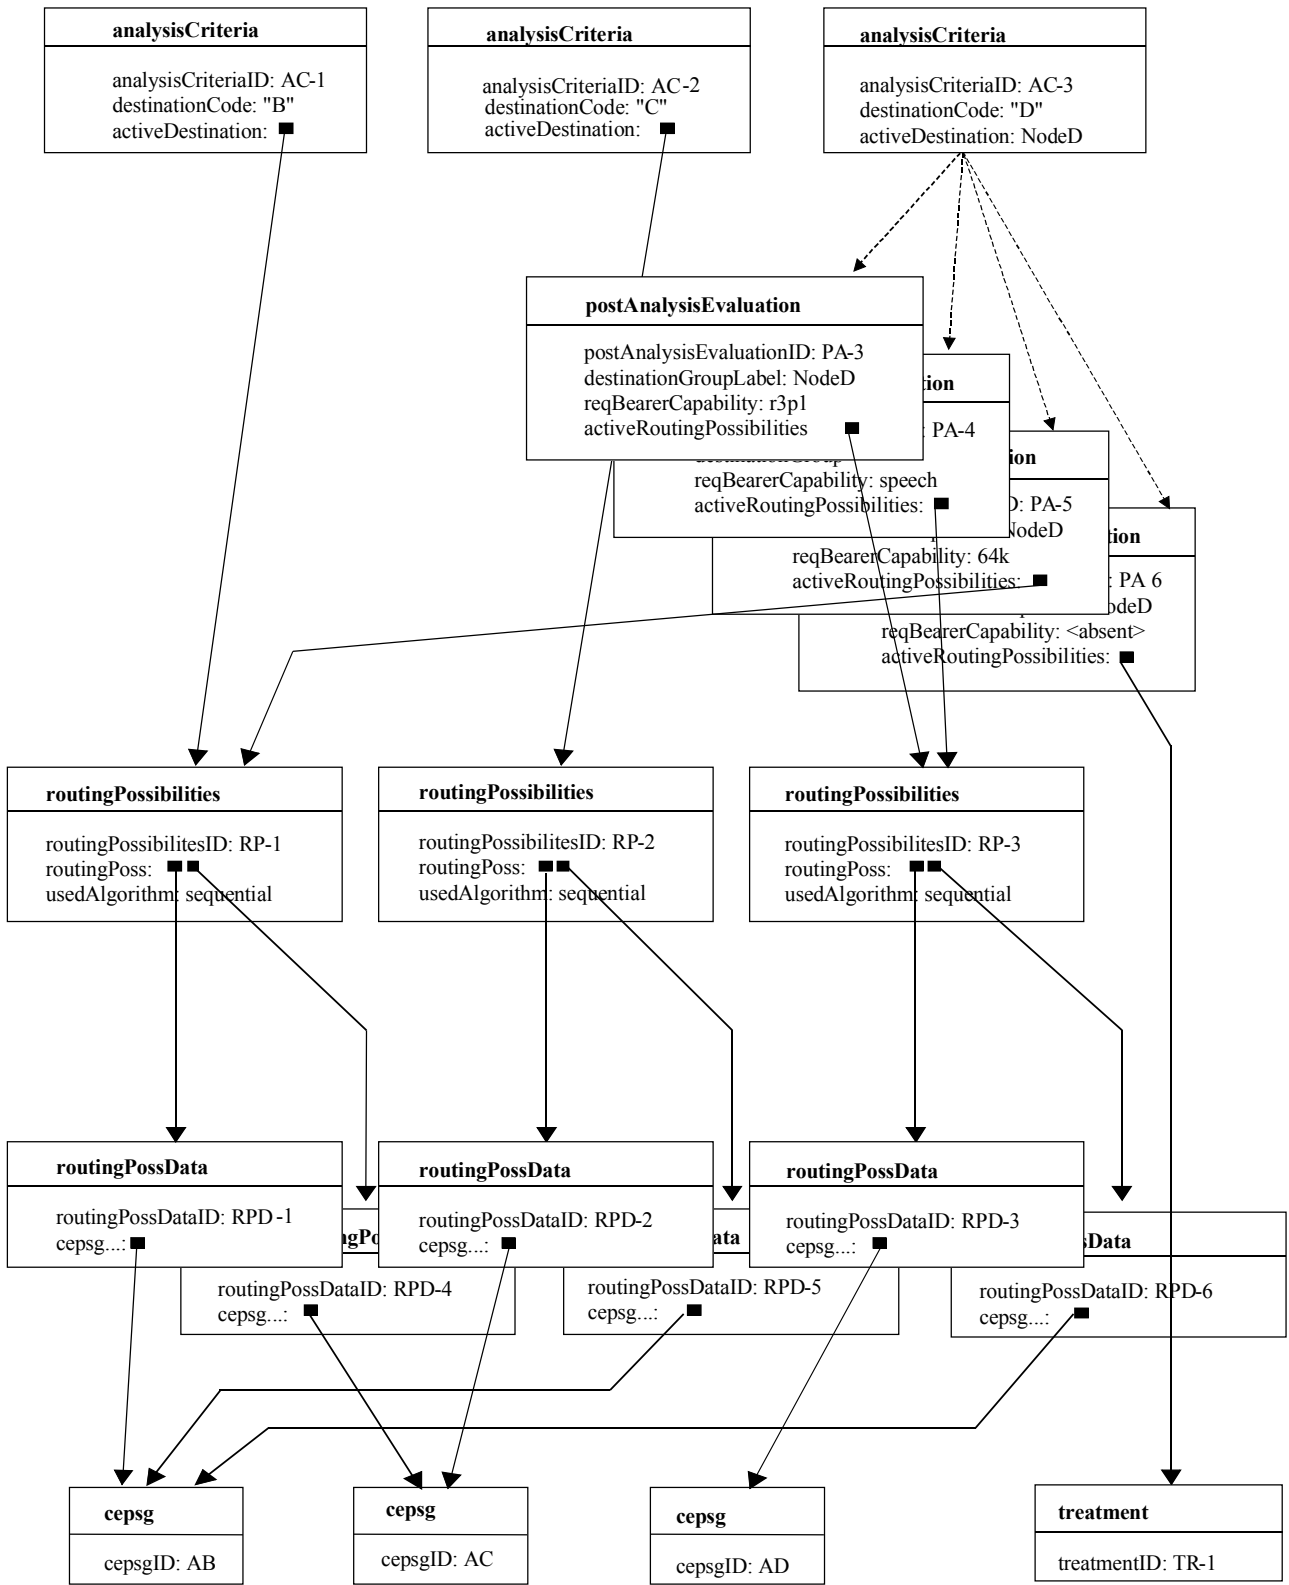 analysisCriteria
analysisCriteriaID: AC-1
destinationCode: "B"
activeDestination:
analysisCriteria
analysisCriteriaID: AC-2
destinationCode: "C"
activeDestination:
analysisCriteria
analysisCriteriaID: AC-3
destinationCode: "D"
activeDestination: NodeD
postAnalysisEvaluation
postAnalysisEvaluationID: PA-3
destinationGroupLabel: NodeD
reqBearerCapability: r3p1
activeRoutingPossibilities
tion
: PA-4
reqBearerCapability: speech
activeRoutingPossibilities:
ion
D: PA-5
NodeD
reqBearerCapability: 64k
activeRoutingPossibilities:
tion
: PA 6
odeD
reqBearerCapability: <absent>
activeRoutingPossibilities:
routingPossibilities
routingPossibilitesID: RP-1
routingPoss:
usedAlgorithm: sequential
routingPossibilities
routingPossibilitesID: RP-2
routingPoss:
usedAlgorithm: sequential
routingPossibilities
routingPossibilitesID: RP-3
routingPoss:
usedAlgorithm: sequential
routingPossData
routingPossDataID: RPD-1
cepsg...:
routingPossData
routingPossDataID: RPD-2
cepsg...:
routingPossData
routingPossDataID: RPD-3
cepsg...:
ngPo
routingPossDataID: RPD-4
cepsg...:
ata
routingPossDataID: RPD-5
cepsg...:
sData
routingPossDataID: RPD-6
cepsg...:
cepsg
cepsgID: AB
cepsg
cepsgID: AC
cepsg
cepsgID: AD
treatment
treatmentID: TR-1